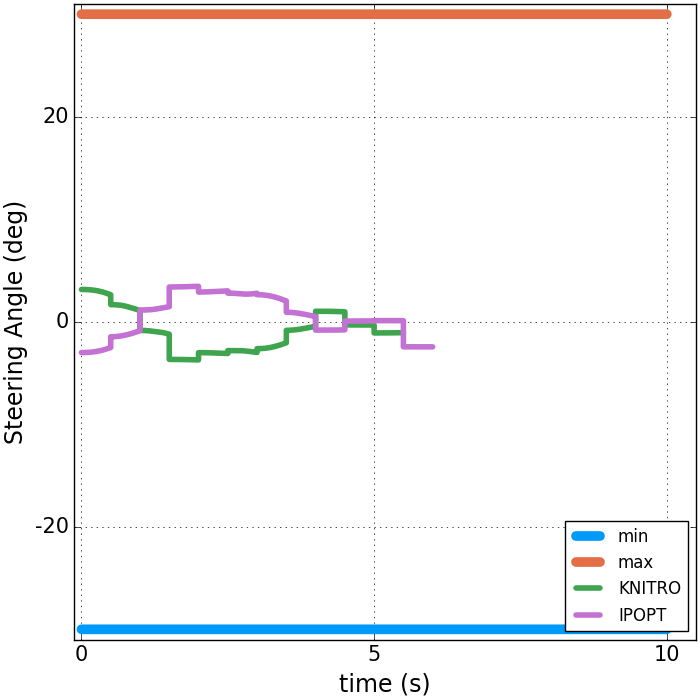 Steering Angle (deg)
20
0
-20
0
5
10
time (s)
min
max
KNITRO
IPOPT